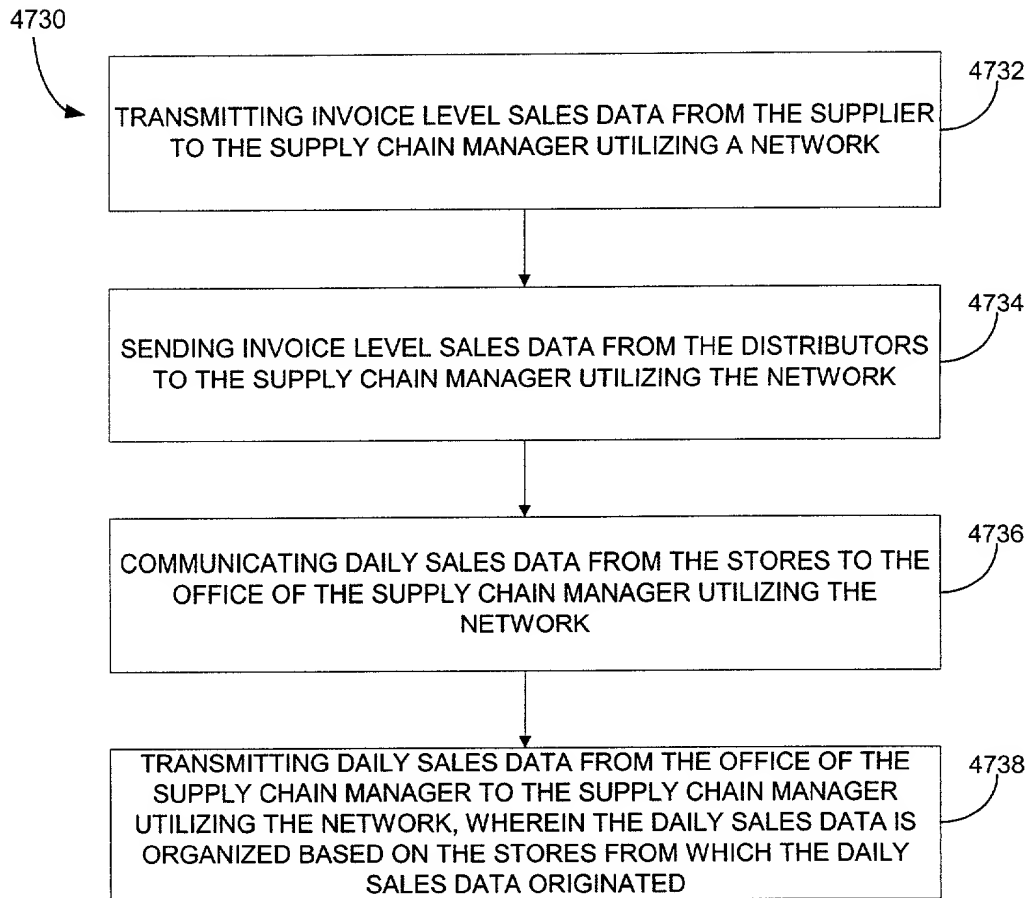 4730
4732
TRANSMITTING INVOICE LEVEL SALES DATA FROM THE SUPPLIER
TO THE SUPPLY CHAIN MANAGER UTILIZING A NETWORK
4734
SENDING INVOICE LEVEL SALES DATA FROM THE DISTRIBUTORS
TO THE SUPPLY CHAIN MANAGER UTILIZING THE NETWORK
4736
COMMUNICATING DAILY SALES DATA FROM THE STORES TO THE
OFFICE OF THE SUPPLY CHAIN MANAGER UTILIZING THE
NETWORK
4738
TRANSMITTING DAILY SALES DATA FROM THE OFFICE OF THE
SUPPLY CHAIN MANAGER TO THE SUPPLY CHAIN MANAGER
UTILIZING THE NETWORK, WHEREIN THE DAILY SALES DATA IS
ORGANIZED BASED ON THE STORES FROM WHICH THE DAILY
SALES DATA ORIGINATED